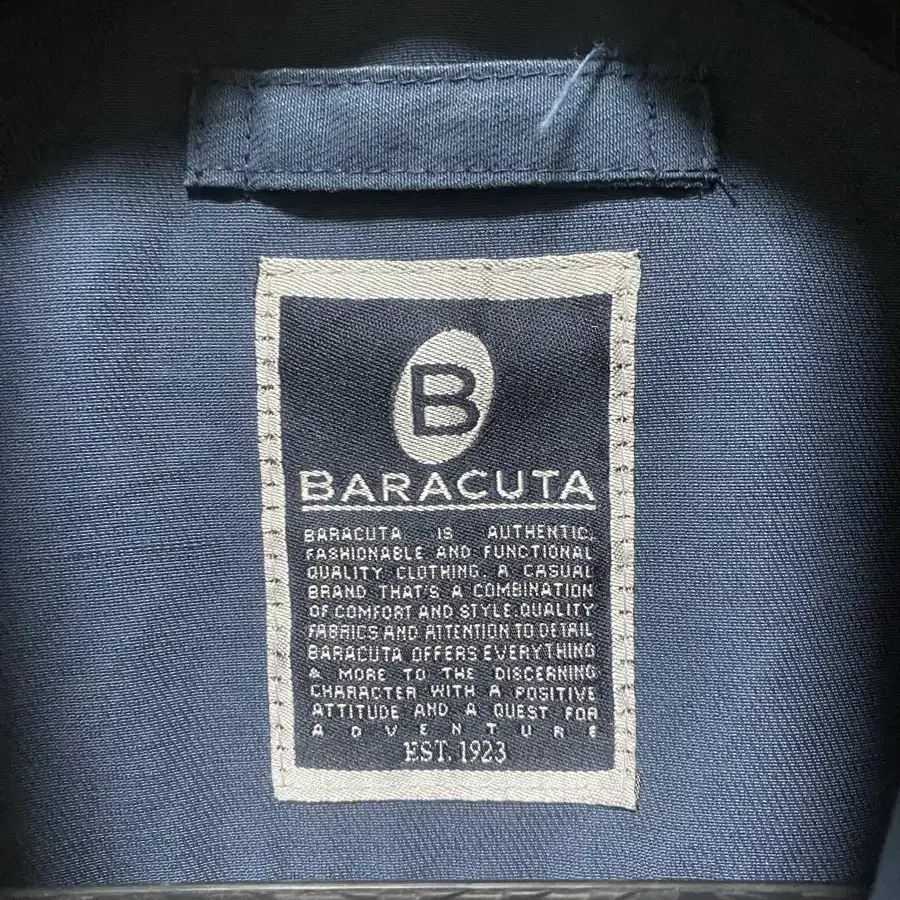 B
BARACUTA
BARACUTA IS AUTHENTIC,
FASHIONABLE AND FUNCTIONAL
QUALITY CLOTHING. A CASUAL
BRAND THAT'S A COMBINATION
OF COMFORT AND STYLE.QUALITY
FABRICS AND ATTENTION TO DETAIL
BARACUTA OFFERS EVERYTHING
& MORE TO THE DISCERNING
CHARACTER WITH A POSITIVE
ATTITUDE AND A QUEST FOR
ADVENTURE
EST. 1923